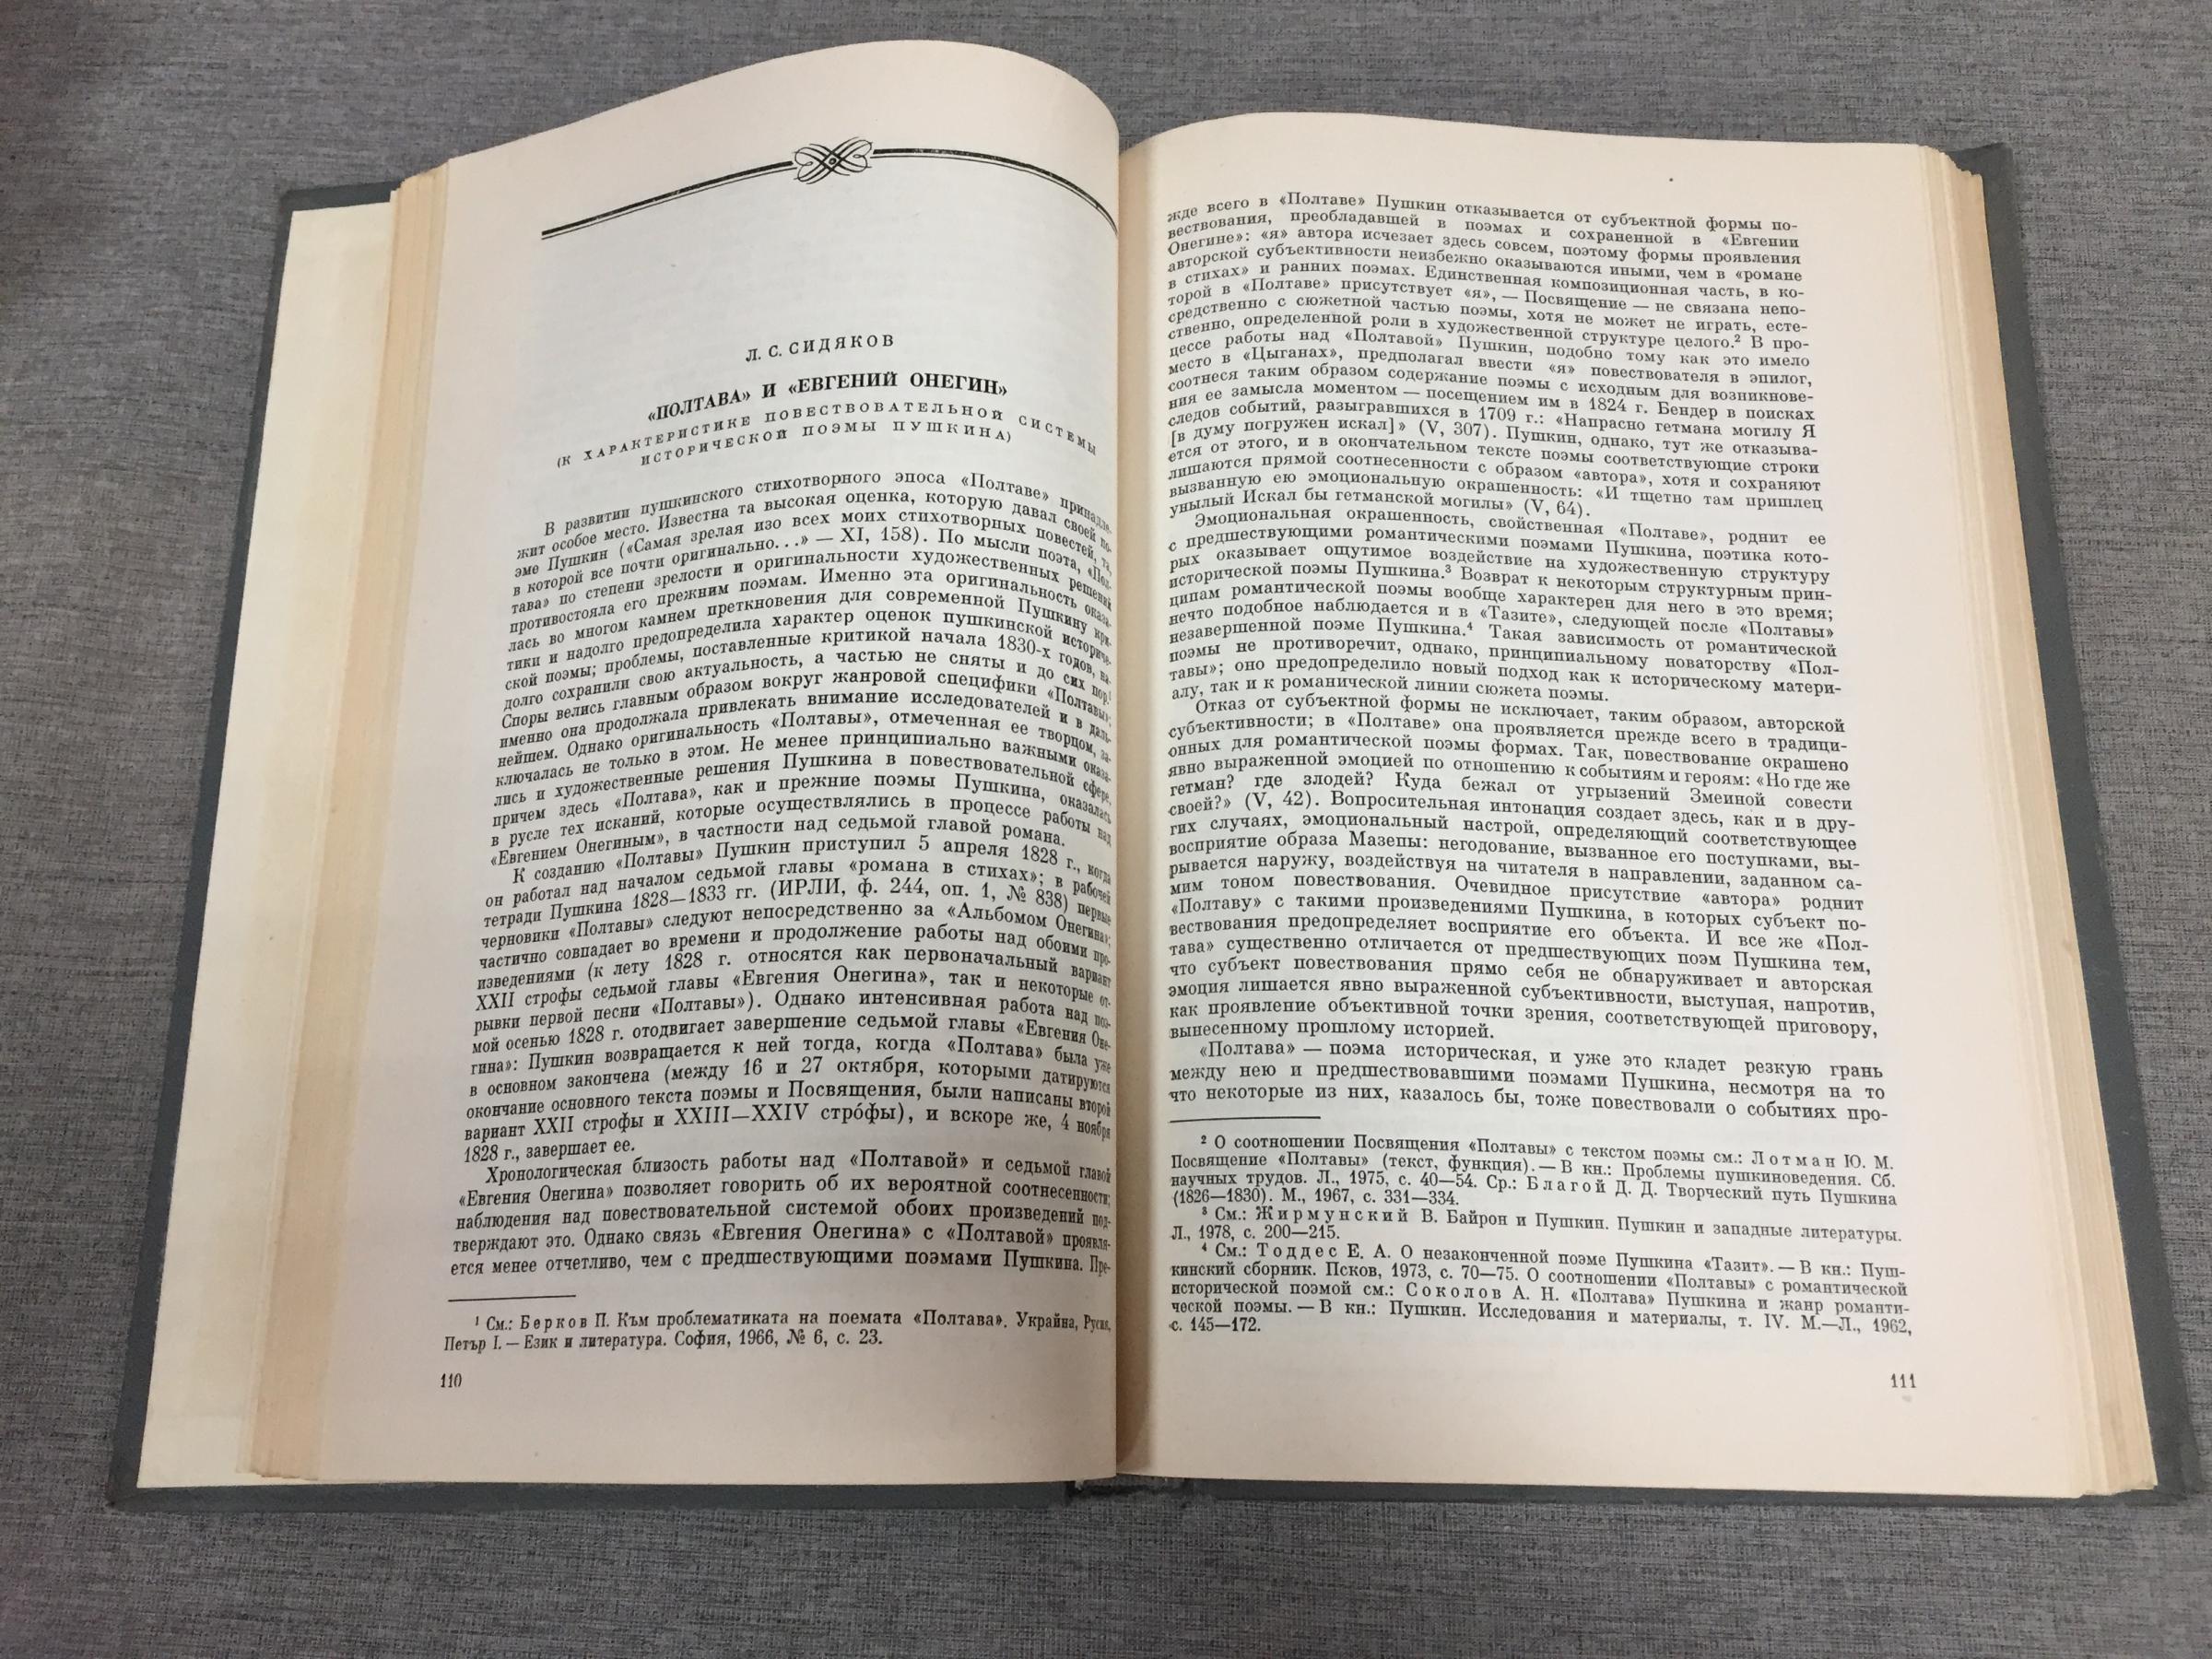 Л. С. СИДЯКОВ
«ПОЛТАВА» И «ЕВГЕНИЙ ОНЕГИН»
(К ХАРАКТЕРИСТИКЕ ПОВЕСТВОВАТЕЛЬНОЙ СИСТЕМЫ
ИСТОРИЧЕСКОЙ ПОЭМЫ ПУШКИНА)
В развитии пушкинского стихотворного эпоса «Полтаве» принадле-
жит особое место. Известна та высокая оценка, которую давал своей по-
эме Пушкин («Самая зрелая изо всех моих стихотворных повестей, та,
в которой все почти оригинально...» — XI, 158). По мысли поэта, «Пол-
тава» по степени зрелости и оригинальности художественных решений
противостояла его прежним поэмам. Именно эта оригинальность оказа-
лась во многом камнем преткновения для современной Пушкину кри-
тики и надолго предопределила характер оценок пушкинской историче-
ской поэмы; проблемы, поставленные критикой начала 1830-х годов, на-
долго сохранили свою актуальность, а частью не сняты и до сих пор.¹
Споры велись главным образом вокруг жанровой специфики «Полтавы»;
именно она продолжала привлекать внимание исследователей и в даль-
нейшем. Однако оригинальность «Полтавы», отмеченная ее творцом, за-
ключалась не только в этом. Не менее принципиально важными оказа-
лись и художественные решения Пушкина в повествовательной сфере,
причем здесь «Полтава», как и прежние поэмы Пушкина, оказалась
в русле тех исканий, которые осуществлялись в процессе работы над
«Евгением Онегиным», в частности над седьмой главой романа.
К созданию «Полтавы» Пушкин приступил 5 апреля 1828 г., когда
он работал над началом седьмой главы «романа в стихах»; в рабочей
тетради Пушкина 1828—1833 гг. (ИРЛИ, ф. 244, оп. 1, № 838) первые
черновики «Полтавы» следуют непосредственно за «Альбомом Онегина»;
частично совпадает во времени и продолжение работы над обоими про-
изведениями (к лету 1828 г. относятся как первоначальный вариант
XXII строфы седьмой главы «Евгения Онегина», так и некоторые от-
рывки первой песни «Полтавы»). Однако интенсивная работа над поэ-
мой осенью 1828 г. отодвигает завершение седьмой главы «Евгения Оне-
гина»: Пушкин возвращается к ней тогда, когда «Полтава» была уже
в основном закончена (между 16 и 27 октября, которыми датируются
окончание основного текста поэмы и Посвящения, были написаны второй
вариант XXII строфы и XXIII—XXIV стро́фы), и вскоре же, 4 ноября
1828 г., завершает ее.
Хронологическая близость работы над «Полтавой» и седьмой главой
«Евгения Онегина» позволяет говорить об их вероятной соотнесенности;
наблюдения над повествовательной системой обоих произведений под-
тверждают это. Однако связь «Евгения Онегина» с «Полтавой» проявля-
ется менее отчетливо, чем с предшествующими поэмами Пушкина. Пре-
¹ См.: Берков П. Към проблематиката на поемата «Полтава». Украйна, Русия,
Петър I. — Език и литература. София, 1966, № 6, с. 23.
110
жде всего в «Полтаве» Пушкин отказывается от субъектной формы по-
вествования, преобладавшей в поэмах и сохраненной в «Евгении
Онегине»: «я» автора исчезает здесь совсем, поэтому формы проявления
авторской субъективности неизбежно оказываются иными, чем в «романе
в стихах» и ранних поэмах. Единственная композиционная часть, в ко-
торой в «Полтаве» присутствует «я», — Посвящение — не связана непо-
средственно с сюжетной частью поэмы, хотя не может не играть, есте-
ственно, определенной роли в художественной структуре целого.² В про-
цессе работы над «Полтавой» Пушкин, подобно тому как это имело
место в «Цыганах», предполагал ввести «я» повествователя в эпилог,
соотнеся таким образом содержание поэмы с исходным для возникнове-
ния ее замысла моментом — посещением им в 1824 г. Бендер в поисках
следов событий, разыгравшихся в 1709 г.: «Напрасно гетмана могилу Я
[в думу погружен искал]» (V, 307). Пушкин, однако, тут же отказыва-
ется от этого, и в окончательном тексте поэмы соответствующие строки
лишаются прямой соотнесенности с образом «автора», хотя и сохраняют
вызванную ею эмоциональную окрашенность: «И тщетно там пришлец
унылый Искал бы гетманской могилы» (V, 64).
Эмоциональная окрашенность, свойственная «Полтаве», роднит ее
с предшествующими романтическими поэмами Пушкина, поэтика кото-
рых оказывает ощутимое воздействие на художественную структуру
исторической поэмы Пушкина.³ Возврат к некоторым структурным прин-
ципам романтической поэмы вообще характерен для него в это время;
нечто подобное наблюдается и в «Тазите», следующей после «Полтавы»
незавершенной поэме Пушкина.⁴ Такая зависимость от романтической
поэмы не противоречит, однако, принципиальному новаторству «Пол-
тавы»; оно предопределило новый подход как к историческому матери-
алу, так и к романической линии сюжета поэмы.
Отказ от субъектной формы не исключает, таким образом, авторской
субъективности; в «Полтаве» она проявляется прежде всего в традици-
онных для романтической поэмы формах. Так, повествование окрашено
явно выраженной эмоцией по отношению к событиям и героям: «Но где же
гетман? где злодей? Куда бежал от угрызений Змеиной совести
своей?» (V, 42). Вопросительная интонация создает здесь, как и в дру-
гих случаях, эмоциональный настрой, определяющий соответствующее
восприятие образа Мазепы: негодование, вызванное его поступками, вы-
рывается наружу, воздействуя на читателя в направлении, заданном са-
мим тоном повествования. Очевидное присутствие «автора» роднит
«Полтаву» с такими произведениями Пушкина, в которых субъект по-
вествования предопределяет восприятие его объекта. И все же «Пол-
тава» существенно отличается от предшествующих поэм Пушкина тем,
что субъект повествования прямо себя не обнаруживает и авторская
эмоция лишается явно выраженной субъективности, выступая, напротив,
как проявление объективной точки зрения, соответствующей приговору,
вынесенному прошлому историей.
«Полтава» — поэма историческая, и уже это кладет резкую грань
между нею и предшествовавшими поэмами Пушкина, несмотря на то
что некоторые из них, казалось бы, тоже повествовали о событиях про-
² О соотношении Посвящения «Полтавы» с текстом поэмы см.: Лотман Ю. М.
Посвящение «Полтавы» (текст, функция). — В кн.: Проблемы пушкиноведения. Сб.
научных трудов. Л., 1975, с. 40—54. Ср.: Благой Д. Д. Творческий путь Пушкина
(1826—1830). М., 1967, с. 331—334.
³ См.: Жирмунский В. Байрон и Пушкин. Пушкин и западные литературы.
Л., 1978, с. 200—215.
⁴ См.: Тоддес Е. А. О незаконченной поэме Пушкина «Тазит». — В кн.: Пуш-
кинский сборник. Псков, 1973, с. 70—75. О соотношении «Полтавы» с романтической
исторической поэмой см.: Соколов А. Н. «Полтава» Пушкина и жанр романти-
ческой поэмы. — В кн.: Пушкин. Исследования и материалы, т. IV. М.—Л., 1962,
с. 145—172.
111